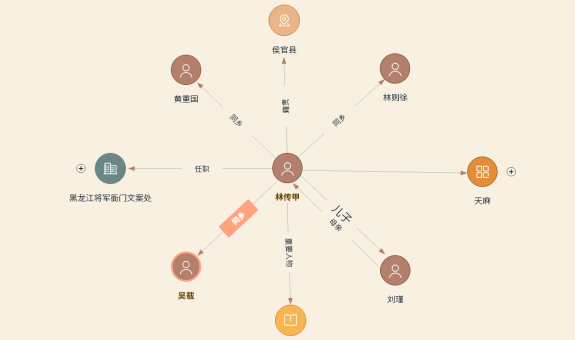 侯官县
黄重国
林则徐
籍贯
同乡
同乡
任职
黑龙江将军衙门文案处
林传甲
天麻
儿子
母亲
同乡
重要人物
吴载
刘瑾